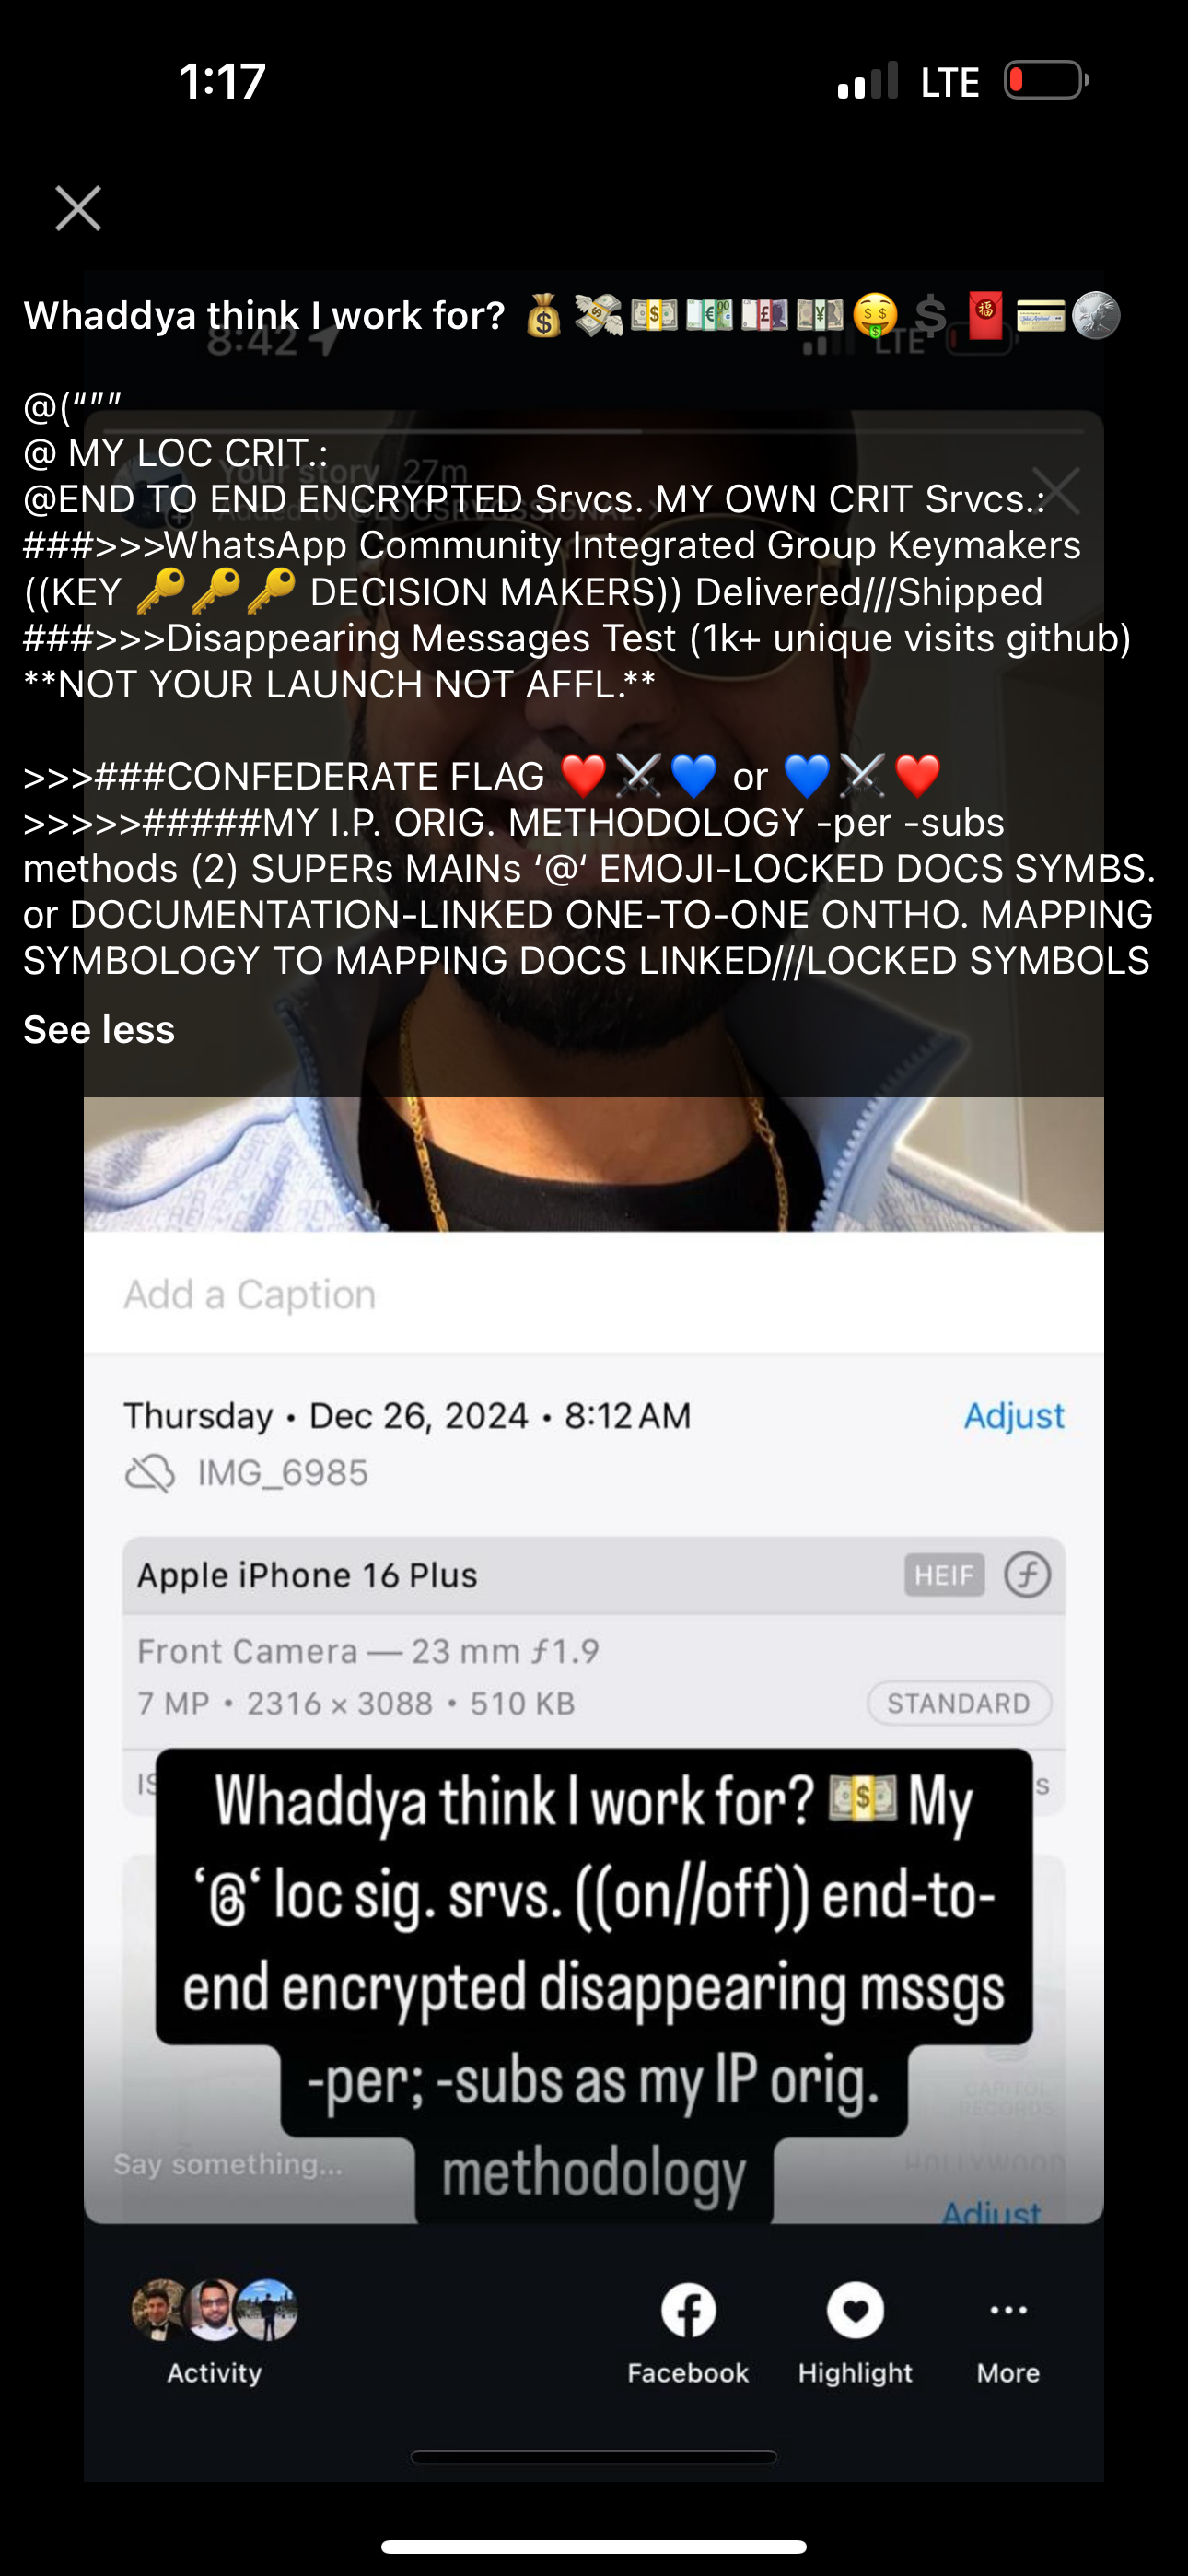 1:17
LTE
Whaddya think I work for? 💰💸💵💶💷💴🤑💲🧧💳🪙
8:42
LTE
@(“””
@ MY LOC CRIT.:
Your story 27m
@END TO END ENCRYPTED Srvcs. MY OWN CRIT Srvcs.:
###>>>WhatsApp Community Integrated Group Keymakers
((KEY 🔑🔑🔑 DECISION MAKERS)) Delivered///Shipped
###>>>Disappearing Messages Test (1k+ unique visits github)
**NOT YOUR LAUNCH NOT AFFL.**
>>>###CONFEDERATE FLAG ❤️⚔️💙 or 💙⚔️❤️
>>>>>#####MY I.P. ORIG. METHODOLOGY -per -subs
methods (2) SUPERs MAINs ‘@‘ EMOJI-LOCKED DOCS SYMBS.
or DOCUMENTATION-LINKED ONE-TO-ONE ONTHO. MAPPING
SYMBOLOGY TO MAPPING DOCS LINKED///LOCKED SYMBOLS
See less
Add a Caption
Thursday • Dec 26, 2024 • 8:12 AM
Adjust
IMG_6985
Apple iPhone 16 Plus
HEIF
Front Camera — 23 mm ƒ1.9
7 MP • 2316 × 3088 • 510 KB
STANDARD
Whaddya think I work for? 💵 My
‘@‘ loc sig. srvs. ((on//off)) end-to-
end encrypted disappearing mssgs
-per; -subs as my IP orig.
methodology
CAPITOL
RECORDS
Say something...
HOLLYWOOD
Adjust
Activity
Facebook
Highlight
More